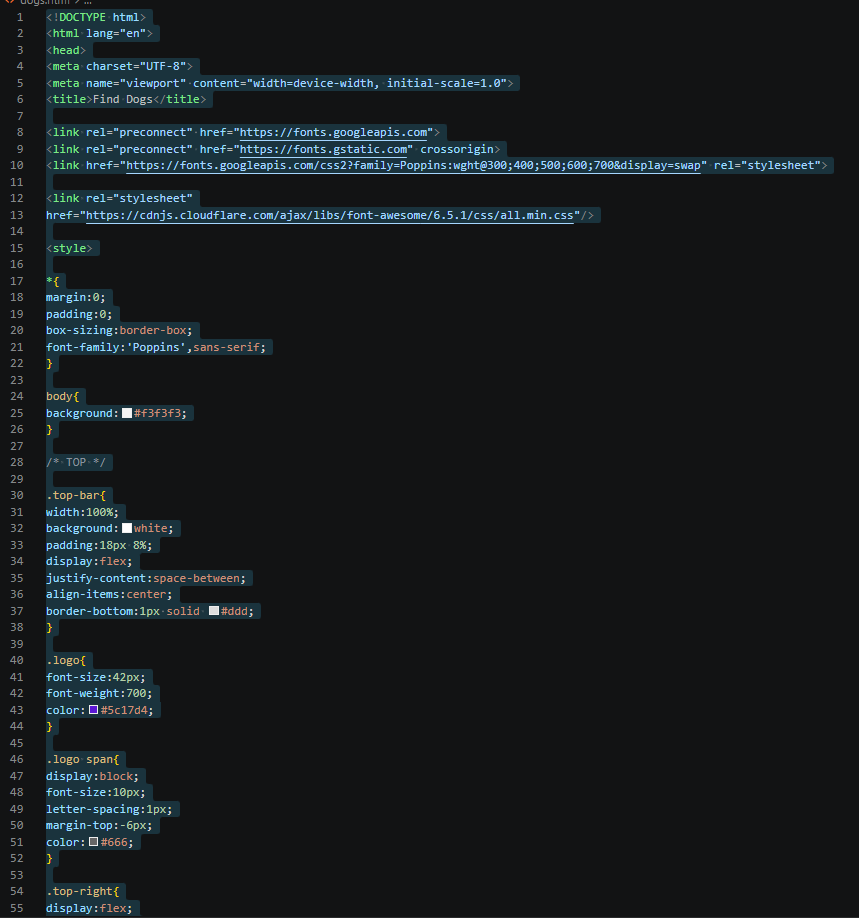 dogs.html > ...
1 <!DOCTYPE html>
2 <html lang="en">
3 <head>
4 <meta charset="UTF-8">
5 <meta name="viewport" content="width=device-width, initial-scale=1.0">
6 <title>Find Dogs</title>
7
8 <link rel="preconnect" href="https://fonts.googleapis.com">
9 <link rel="preconnect" href="https://fonts.gstatic.com" crossorigin>
10 <link href="https://fonts.googleapis.com/css2?family=Poppins:wght@300;400;500;600;700&display=swap" rel="stylesheet">
11
12 <link rel="stylesheet"
13 href="https://cdnjs.cloudflare.com/ajax/libs/font-awesome/6.5.1/css/all.min.css"/>
14
15 <style>
16
17 *{
18 margin:0;
19 padding:0;
20 box-sizing:border-box;
21 font-family:'Poppins',sans-serif;
22 }
23
24 body{
25 background:#f3f3f3;
26 }
27
28 /* TOP */
29
30 .top-bar{
31 width:100%;
32 background:white;
33 padding:18px 8%;
34 display:flex;
35 justify-content:space-between;
36 align-items:center;
37 border-bottom:1px solid #ddd;
38 }
39
40 .logo{
41 font-size:42px;
42 font-weight:700;
43 color:#5c17d4;
44 }
45
46 .logo span{
47 display:block;
48 font-size:10px;
49 letter-spacing:1px;
50 margin-top:-6px;
51 color:#666;
52 }
53
54 .top-right{
55 display:flex;